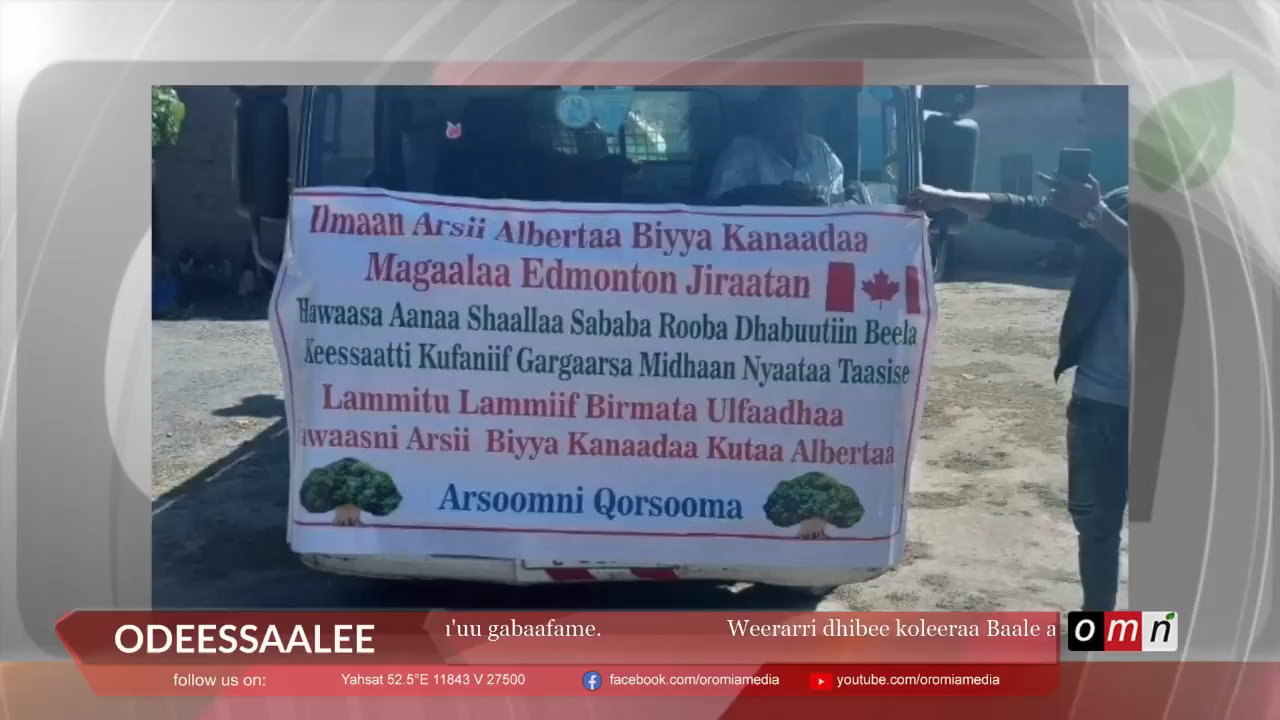 Ilmaan Arsii Albertaa Biyya Kanaadaa
Magaalaa Edmonton Jiraatan
Hawaasa Aanaa Shaallaa Sababa Rooba Dhabuutiin Beela
Keessaatti Kufaniif Gargaarsa Midhaan Nyaataa Taasise
Lammitu Lammiif Birmata Ulfaadhaa
awaasni Arsii Biyya Kanaadaa Kutaa Albertaa
Arsoomni Qorsooma
ODEESSAALEE
'uu gabaafame. Weerarri dhibee koleeraa Baale a
omn
follow us on: Yahsat 52.5°E 11843 V 27500 facebook.com/oromiamedia youtube.com/oromiamedia